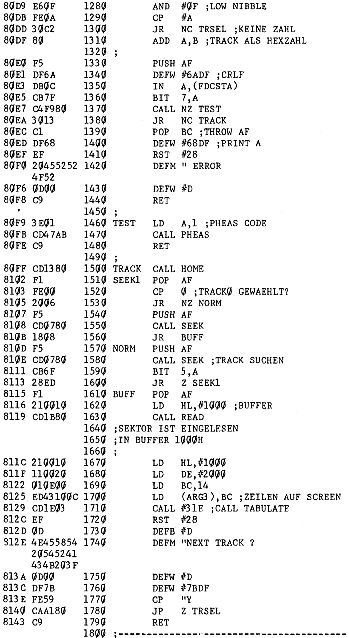 80D9 E60F 1280 AND #0F ;LOW NIBBLE
80DB FE0A 1290 CP #A
80DD 30C2 1300 JR NC TRSEL ;KEINE ZAHL
80DF 80 1310 ADD A,B ;TRACK ALS HEXZAHL
1320 ;
80E0 F5 1330 PUSH AF
80E1 DF6A 1340 DEFW #6ADF ;CRLF
80E3 DB0C 1350 IN A,(FDCSTA)
80E5 CB7F 1360 BIT 7,A
80E7 C4F980 1370 CALL NZ TEST
80EA 3013 1380 JR NC TRACK
80EC C1 1390 POP BC ;THROW AF
80ED DF68 1400 DEFW #68DF ;PRINT A
80EF EF 1410 RST #28
80F0 20455252 1420 DEFM " ERROR
4F52
80F6 0D00 1430 DEFW #D
80F8 C9 1440 RET
1450 ;
80F9 3E01 1460 TEST LD A,1 ;PHEAS CODE
80FB CD47AB 1470 CALL PHEAS
80FE C9 1480 RET
1490 ;
80FF CD1380 1500 TRACK CALL HOME
8102 F1 1510 SEEK1 POP AF
8103 FE00 1520 CP 0 ;TRACK0 GEWAEHLT?
8105 2006 1530 JR NZ NORM
8107 F5 1540 PUSH AF
8108 CD0780 1550 CALL SEEK
810B 1808 1560 JR BUFF
810D F5 1570 NORM PUSH AF
810E CD0780 1580 CALL SEEK ;TRACK SUCHEN
8111 CB6F 1590 BIT 5,A
8113 28ED 1600 JR Z SEEK1
8115 F1 1610 BUFF POP AF
8116 210010 1620 LD HL,#1000 ;BUFFER
8119 CD1B80 1630 CALL READ
1640 ;SEKTOR IST EINGELESEN
1650 ;IN BUFFER 1000H
1660 ;
811C 210010 1670 LD HL,#1000
811F 110020 1680 LD DE,#2000
8122 010E00 1690 LD BC,14
8125 ED43100C 1700 LD (ARG3),BC ;ZEILEN AUF SCREEN
8129 CD1E03 1710 CALL #31E ;CALL TABULATE
812C EF 1720 RST #28
812D 0D 1730 DEFB #D
912E 4E455854 1740 DEFM "NEXT TRACK ?
20545241
434B203F
813A 0D00 1750 DEFW #D
813C DF7B 1760 DEFW #7BDF
813E FE59 1770 CP "Y
8140 CAA180 1780 JP Z TRSEL
8143 C9 1790 RET
1800 ;------------------------------